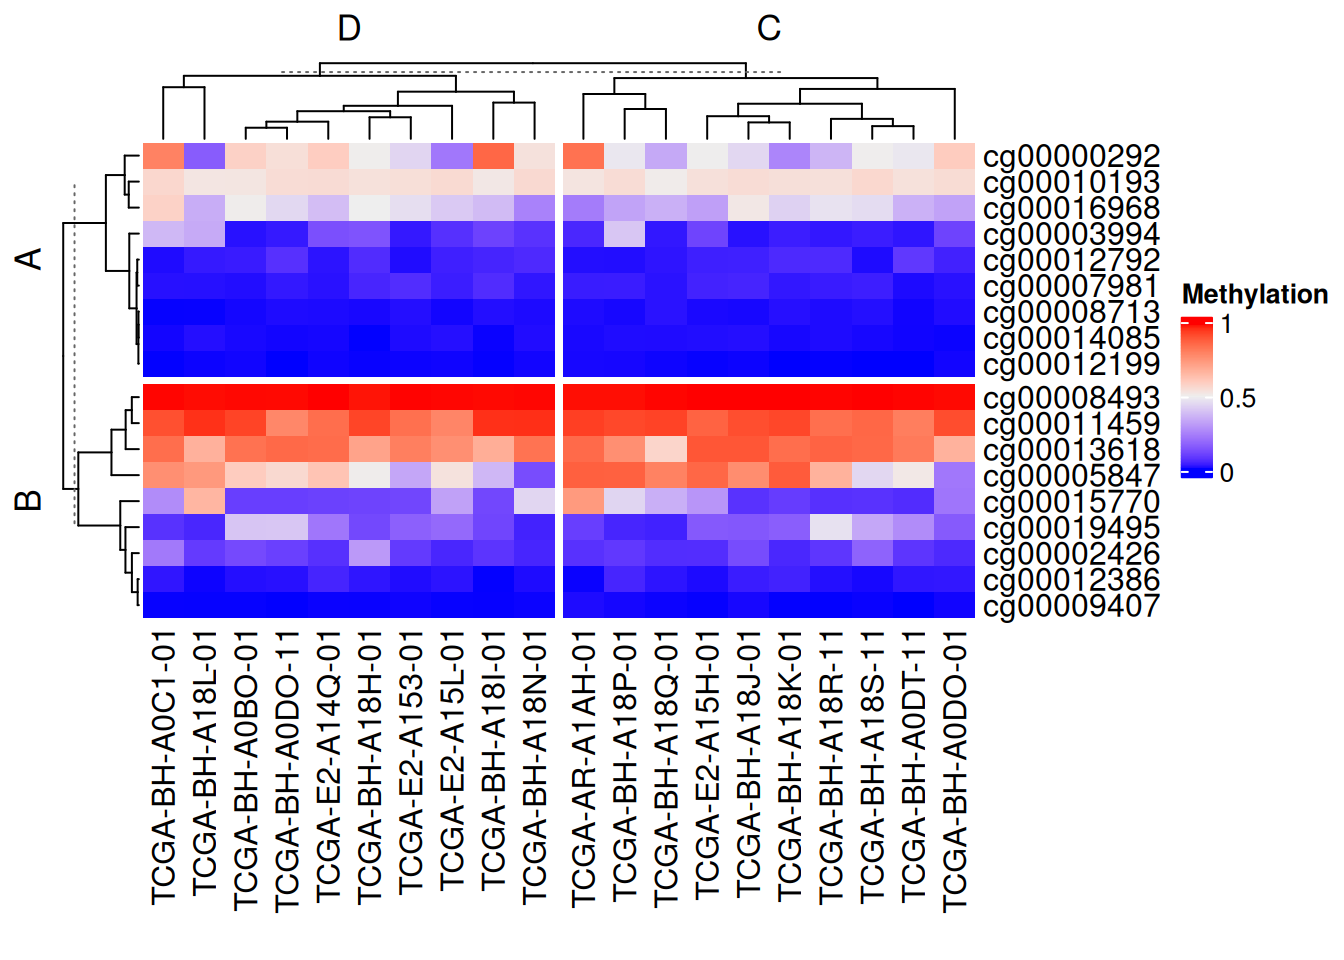 D
C
A
B
cg00000292
cg00010193
cg00016968
cg00003994
cg00012792
cg00007981
cg00008713
cg00014085
cg00012199
cg00008493
cg00011459
cg00013618
cg00005847
cg00015770
cg00019495
cg00002426
cg00012386
cg00009407
Methylation
1
0.5
0
TCGA-BH-A0C1-01
TCGA-BH-A18L-01
TCGA-BH-A0BO-01
TCGA-BH-A0DO-11
TCGA-E2-A14Q-01
TCGA-BH-A18H-01
TCGA-E2-A153-01
TCGA-E2-A15L-01
TCGA-BH-A18I-01
TCGA-BH-A18N-01
TCGA-AR-A1AH-01
TCGA-BH-A18P-01
TCGA-BH-A18Q-01
TCGA-E2-A15H-01
TCGA-BH-A18J-01
TCGA-BH-A18K-01
TCGA-BH-A18R-11
TCGA-BH-A18S-11
TCGA-BH-A0DT-11
TCGA-BH-A0DO-01